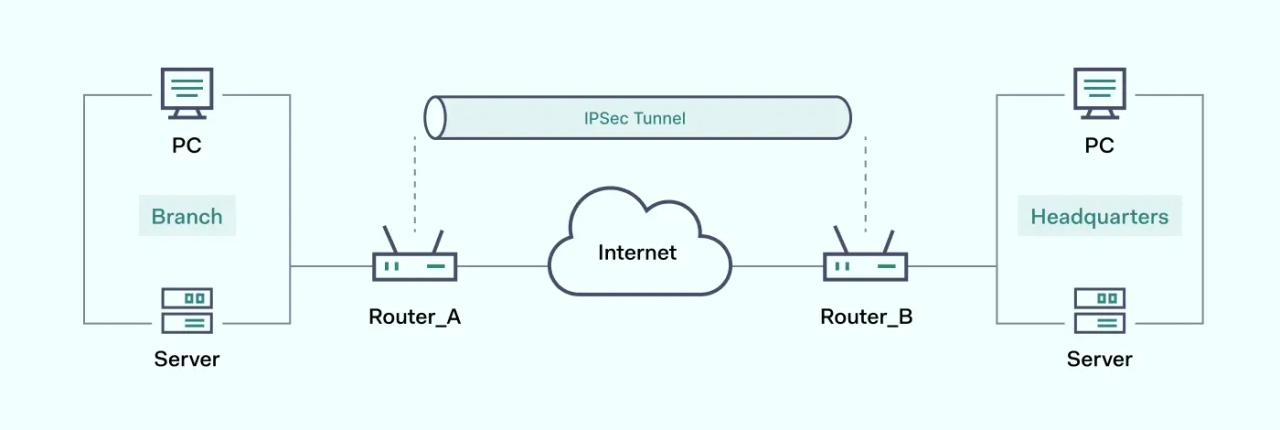 PC
IPSec Tunnel
PC
Branch
Headquarters
Internet
Router_A
Router_B
Server
Server